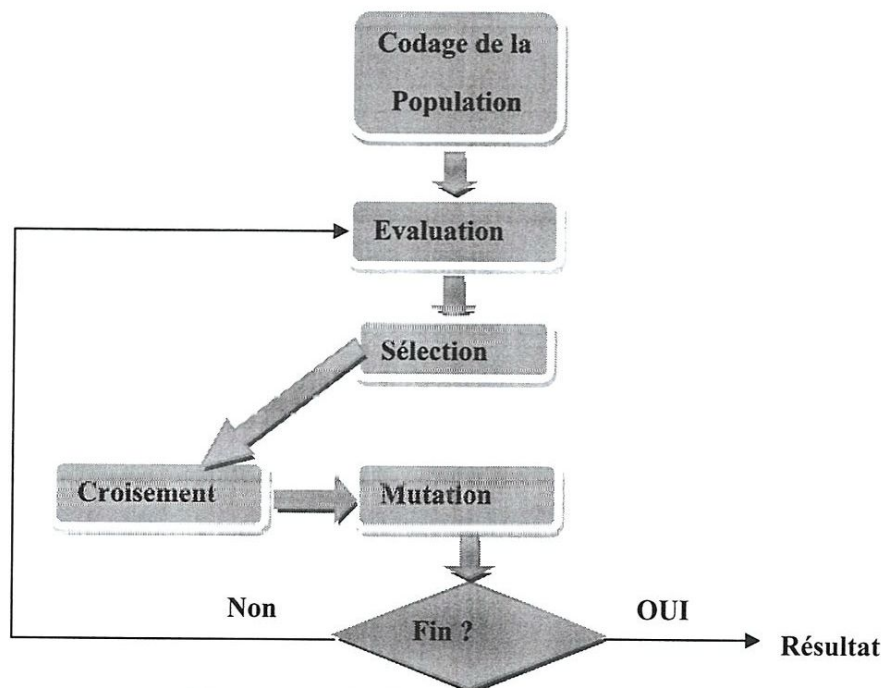 Codage de la
Population
Evaluation
Sélection
Croisement
Mutation
Non
Fin ?
OUI
Résultat